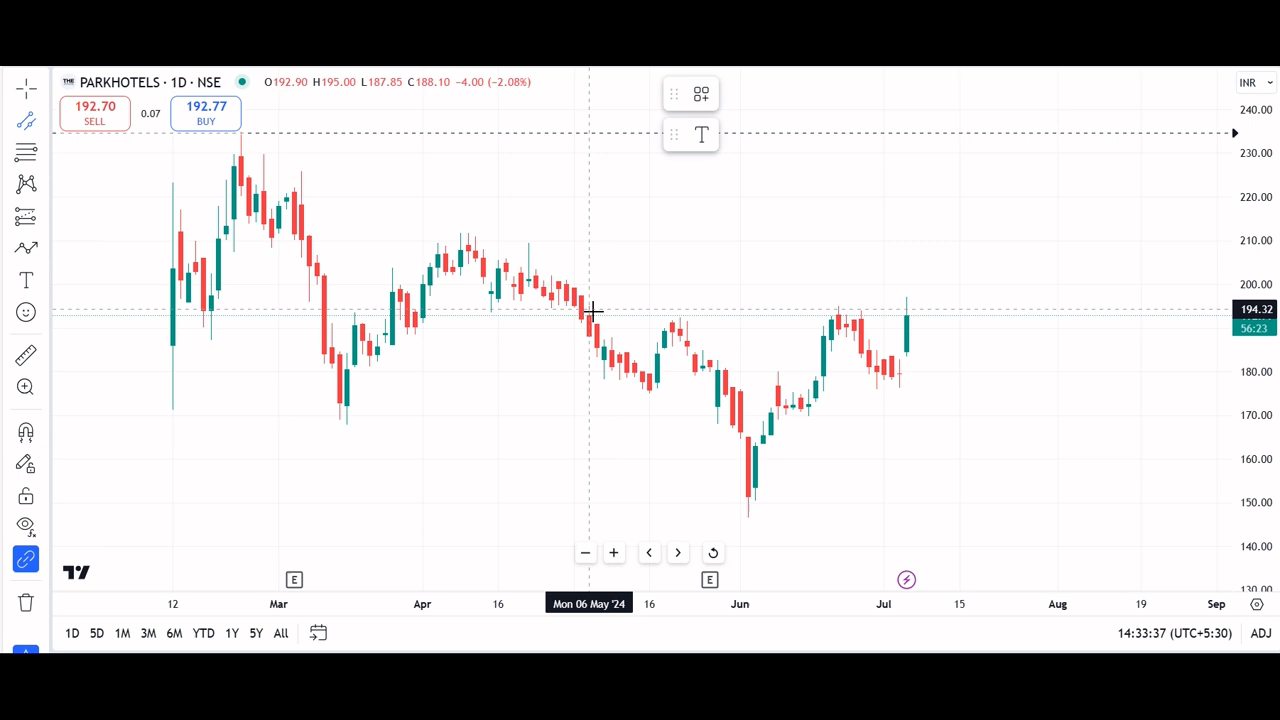 THE PARKHOTELS · 1D · NSE O192.90 H195.00 L187.85 C188.10 −4.00 (−2.08%)
INR
192.70 SELL
0.07
192.77 BUY
T
240.00
230.00
220.00
210.00
200.00
194.32
56:23
180.00
170.00
160.00
150.00
140.00
130.00
E
E
12 Mar Apr 16 Mon 06 May '24 16 Jun Jul 15 Aug 19 Sep
1D 5D 1M 3M 6M YTD 1Y 5Y All
14:33:37 (UTC+5:30) ADJ